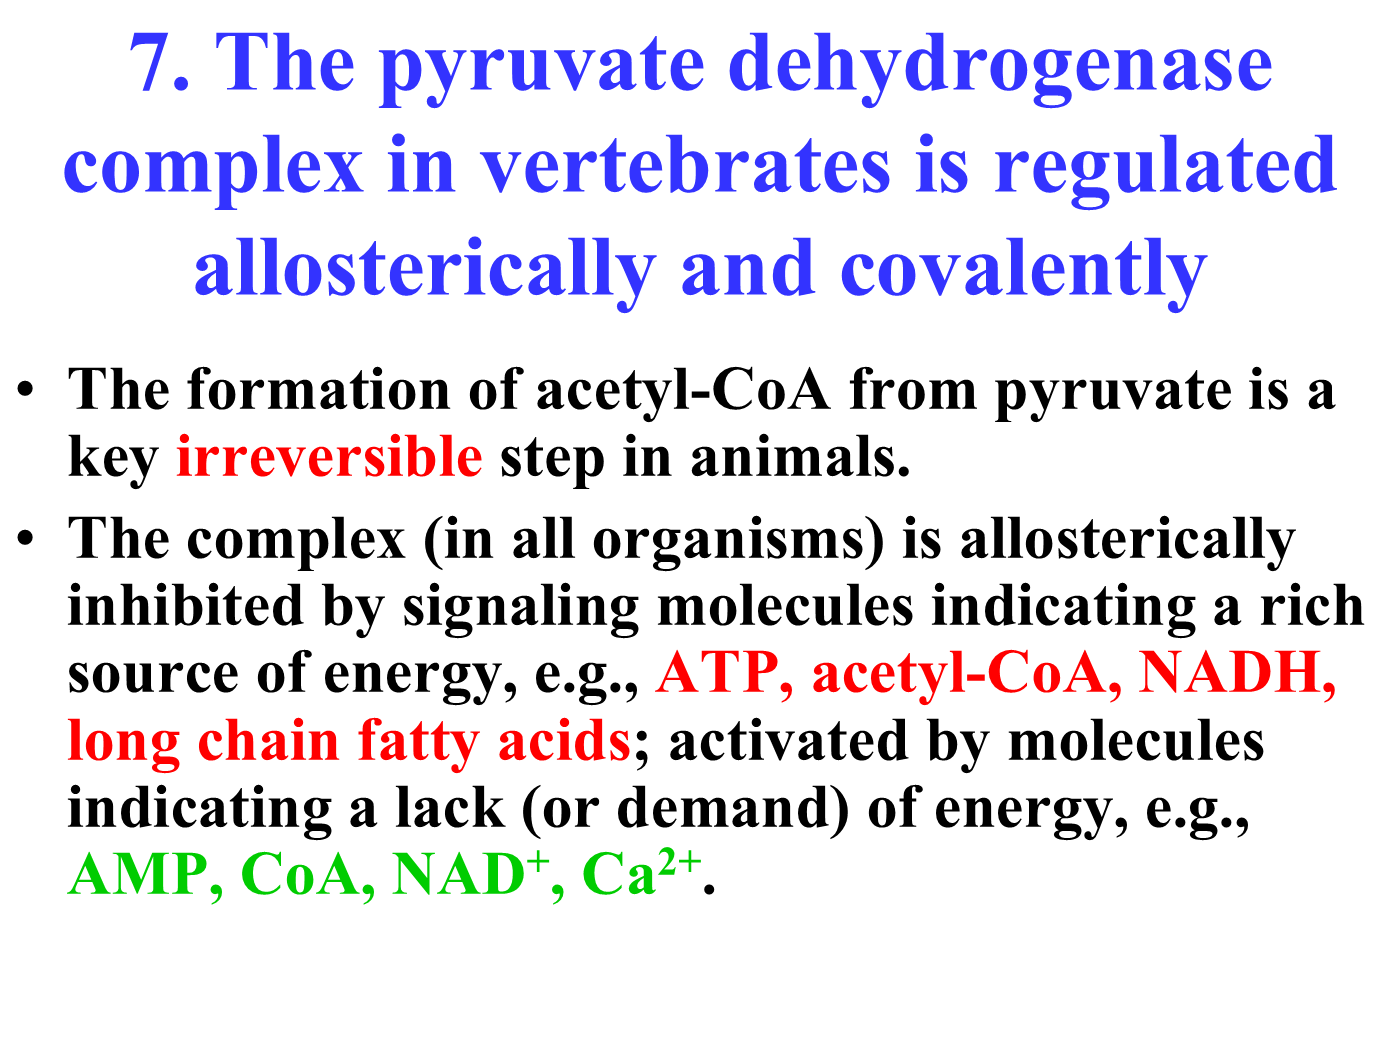 7. The pyruvate dehydrogenase
complex in vertebrates is regulated
allosterically and covalently
• The formation of acetyl-CoA from pyruvate is a
key irreversible step in animals.
• The complex (in all organisms) is allosterically
inhibited by signaling molecules indicating a rich
source of energy, e.g., ATP, acetyl-CoA, NADH,
long chain fatty acids; activated by molecules
indicating a lack (or demand) of energy, e.g.,
AMP, CoA, NAD⁺, Ca²⁺.